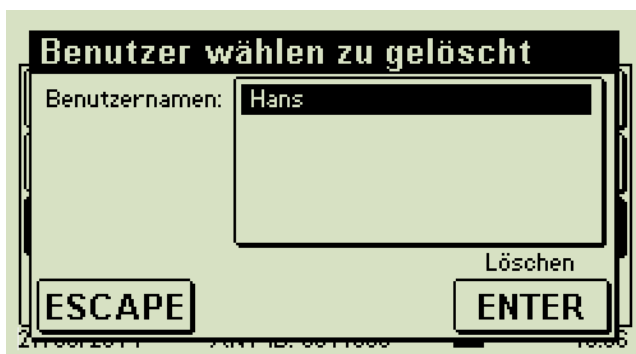 Benutzer wählen zu gelöscht
Benutzernamen:
Hans
Löschen
ESCAPE
ENTER